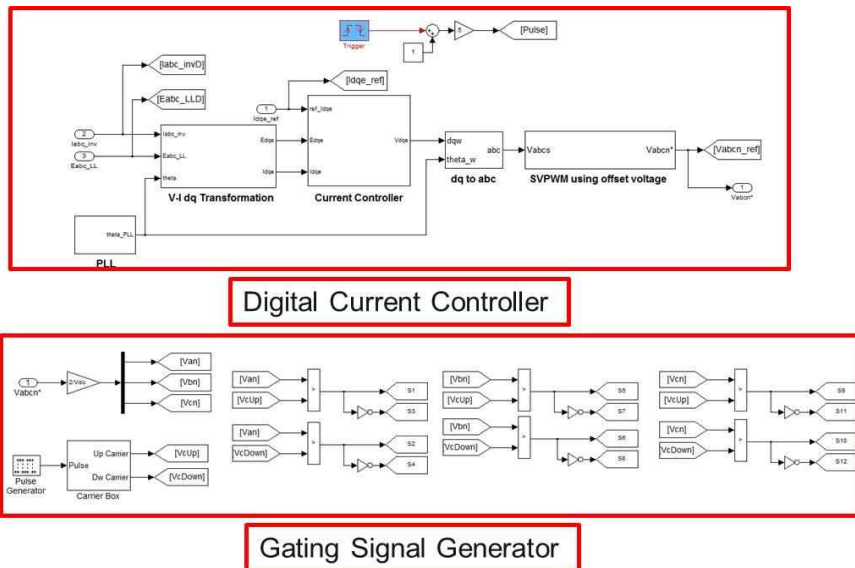 [Pulse]
Trigger
1
[Iabc_invD]
[Idqe_ref]
[Eabc_LLD]
1
Idqe_ref
ref_Idqe
2
Iabc_inv
Iabc_inv
Edqe
Edqe
Vdqe
dqw
abc
Vabcs
Vabcn*
[Vabcn_ref]
3
Eabc_LL
Eabc_LL
theta_w
theta
Idqe
Idqe
1
Vabcn*
V-I dq Transformation
Current Controller
dq to abc
SVPWM using offset voltage
theta_PLL
PLL
Digital Current Controller
1
Vabcn*
2/Vdc
[Van]
[Vbn]
[Vcn]
[Van]
[VcUp]
>
S1
S3
[Vbn]
[VcUp]
>
S5
S7
[Vcn]
[VcUp]
>
S9
S11
[Van]
[VcDown]
>
S2
S4
[Vbn]
[VcDown]
>
S6
S8
[Vcn]
[VcDown]
>
S10
S12
Pulse
Generator
Pulse
Up Carrier
Dw Carrier
Carrier Box
[VcUp]
[VcDown]
Gating Signal Generator